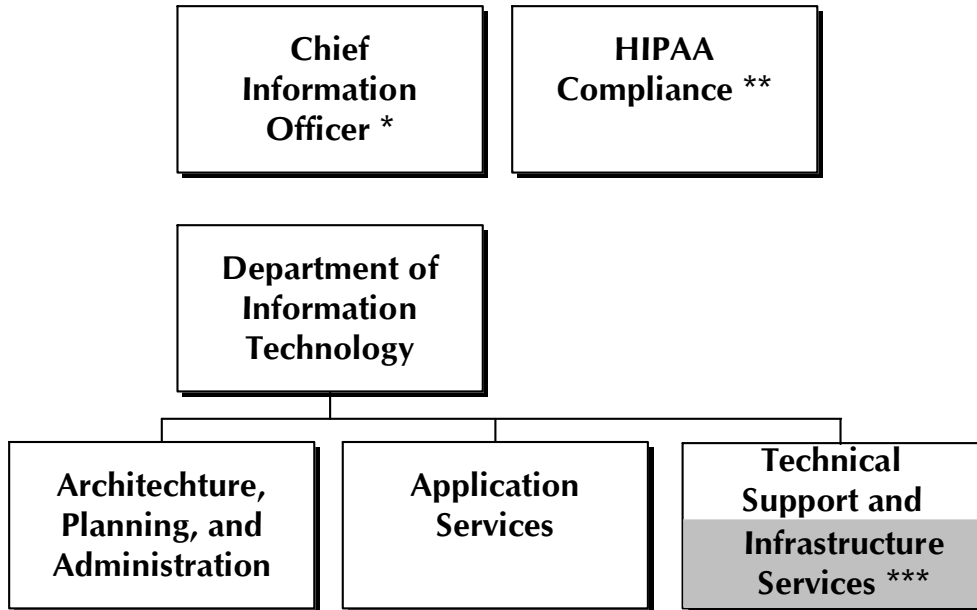 Chief
Information
Officer *
HIPAA
Compliance **
Department of
Information
Technology
Architechture,
Planning, and
Administration
Application
Services
Technical
Support and
Infrastructure
Services ***